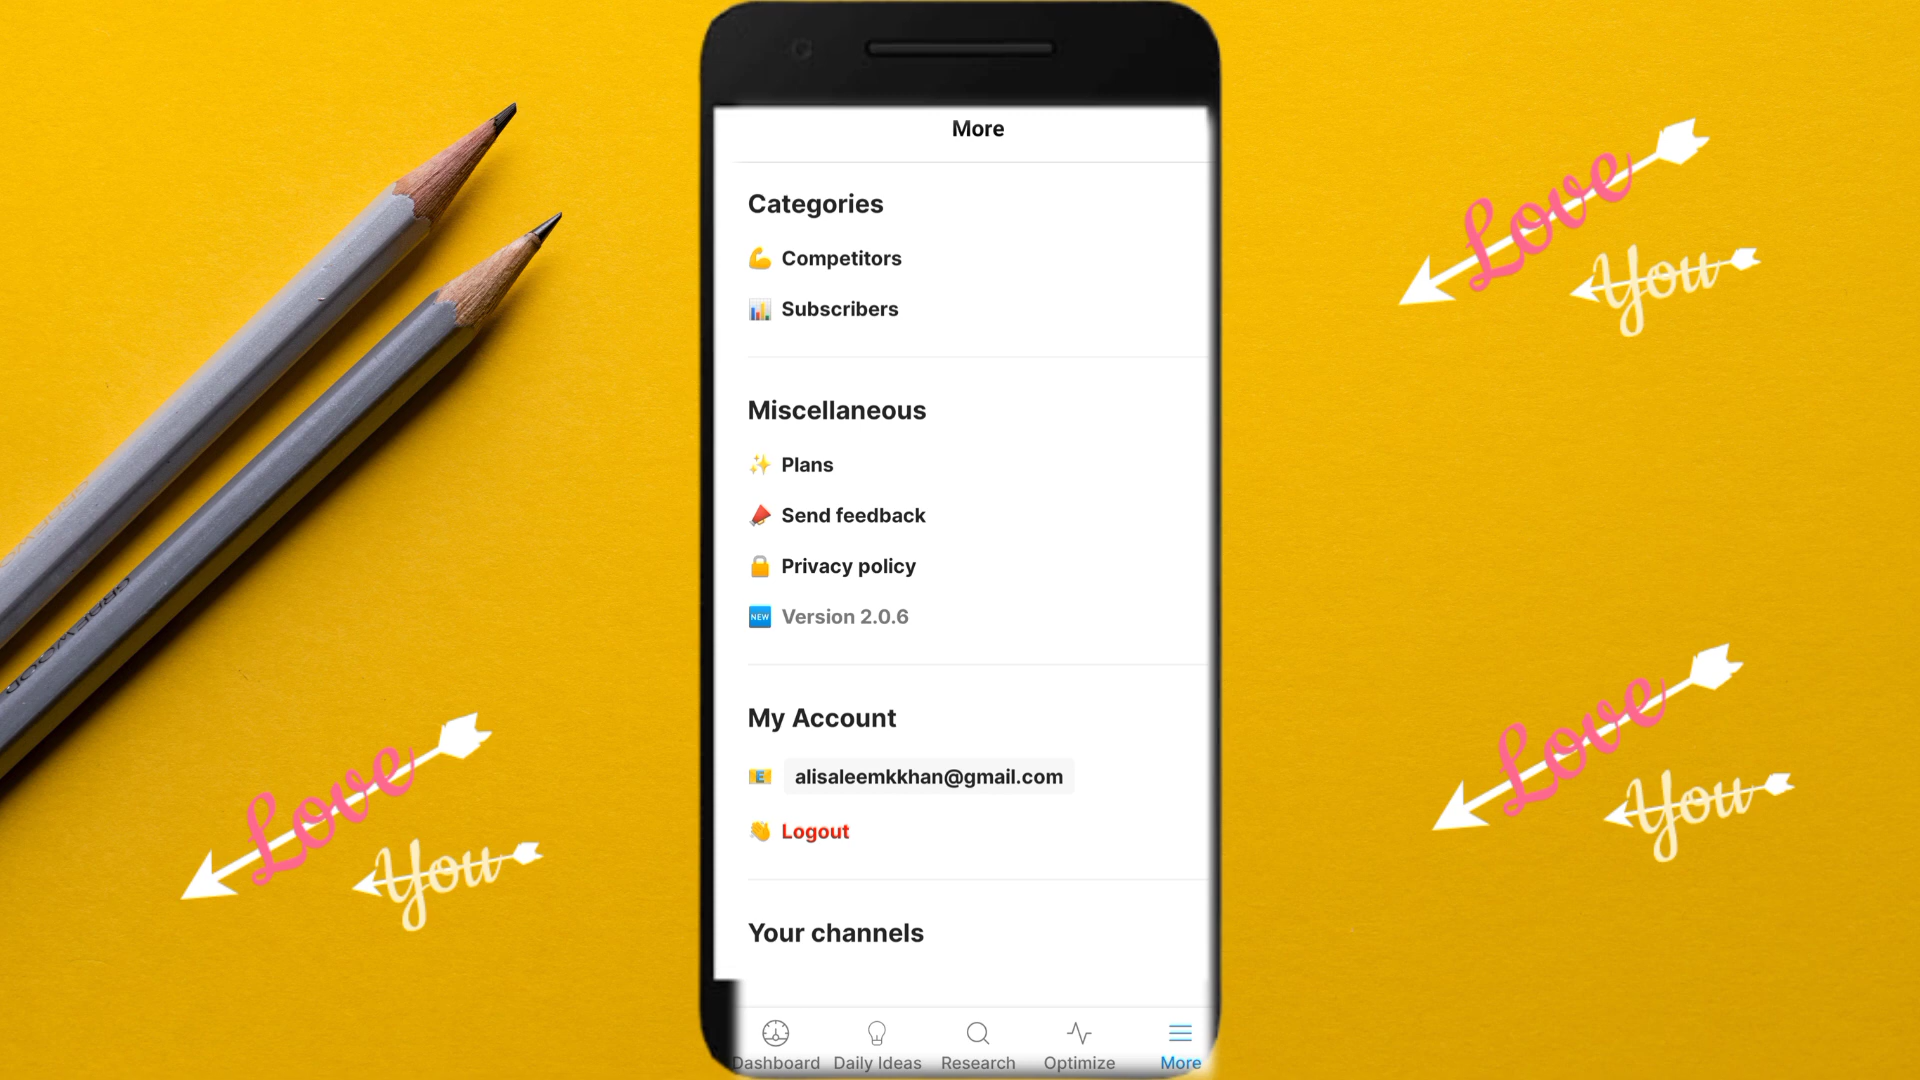 More
Categories
Competitors
Subscribers
Miscellaneous
Plans
Send feedback
Privacy policy
NEW Version 2.0.6
My Account
alisaleemkkhan@gmail.com
Logout
Your channels
Dashboard Daily Ideas Research Optimize More
Love
You
Love
You
Love
You